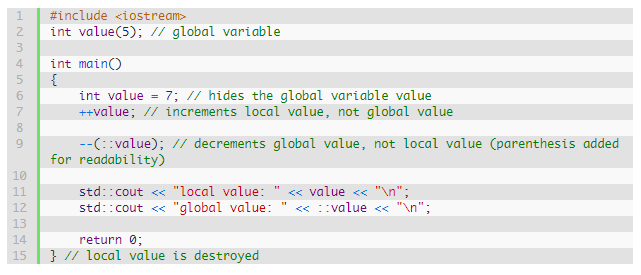 1 #include <iostream>
2 int value(5); // global variable
3
4 int main()
5 {
6 int value = 7; // hides the global variable value
7 ++value; // increments local value, not global value
8
9 --(::value); // decrements global value, not local value (parenthesis added
for readability)
10
11 std::cout << "local value: " << value << "\n";
12 std::cout << "global value: " << ::value << "\n";
13
14 return 0;
15 } // local value is destroyed